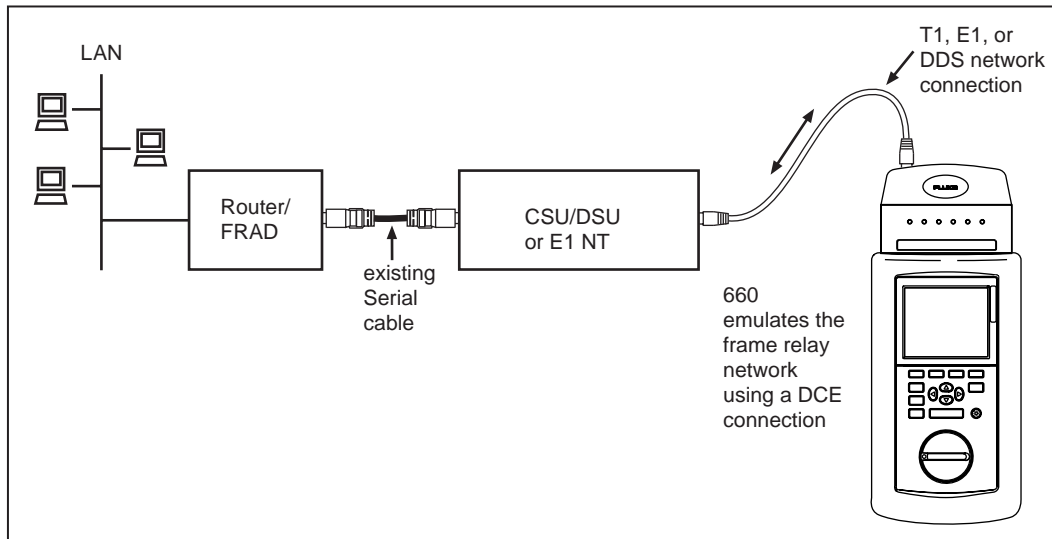 LAN
T1, E1, or
DDS network
connection
Router/
FRAD
existing
Serial
cable
CSU/DSU
or E1 NT
660
emulates the
frame relay
network
using a DCE
connection
FLUKE